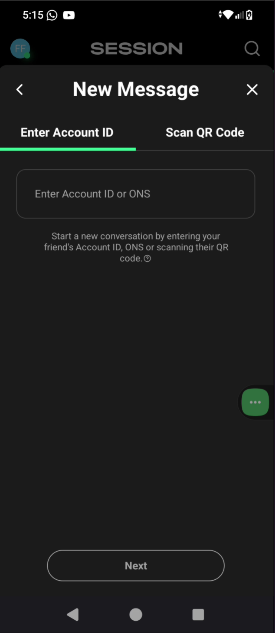 5:15
FF
SESSION
New Message
Enter Account ID
Scan QR Code
Enter Account ID or ONS
Start a new conversation by entering your
friend's Account ID, ONS or scanning their QR
code.
Next